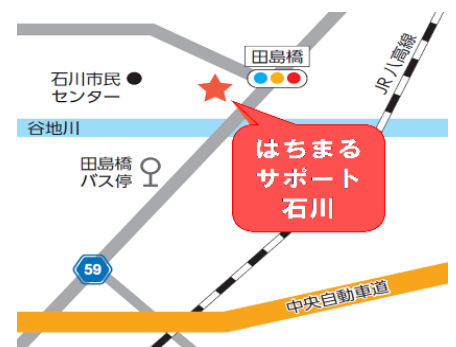 田島橋
JR 八高線
石川市民
センター
谷地川
はちまる
サポート
石川
田島橋
バス停
59
中央自動車道